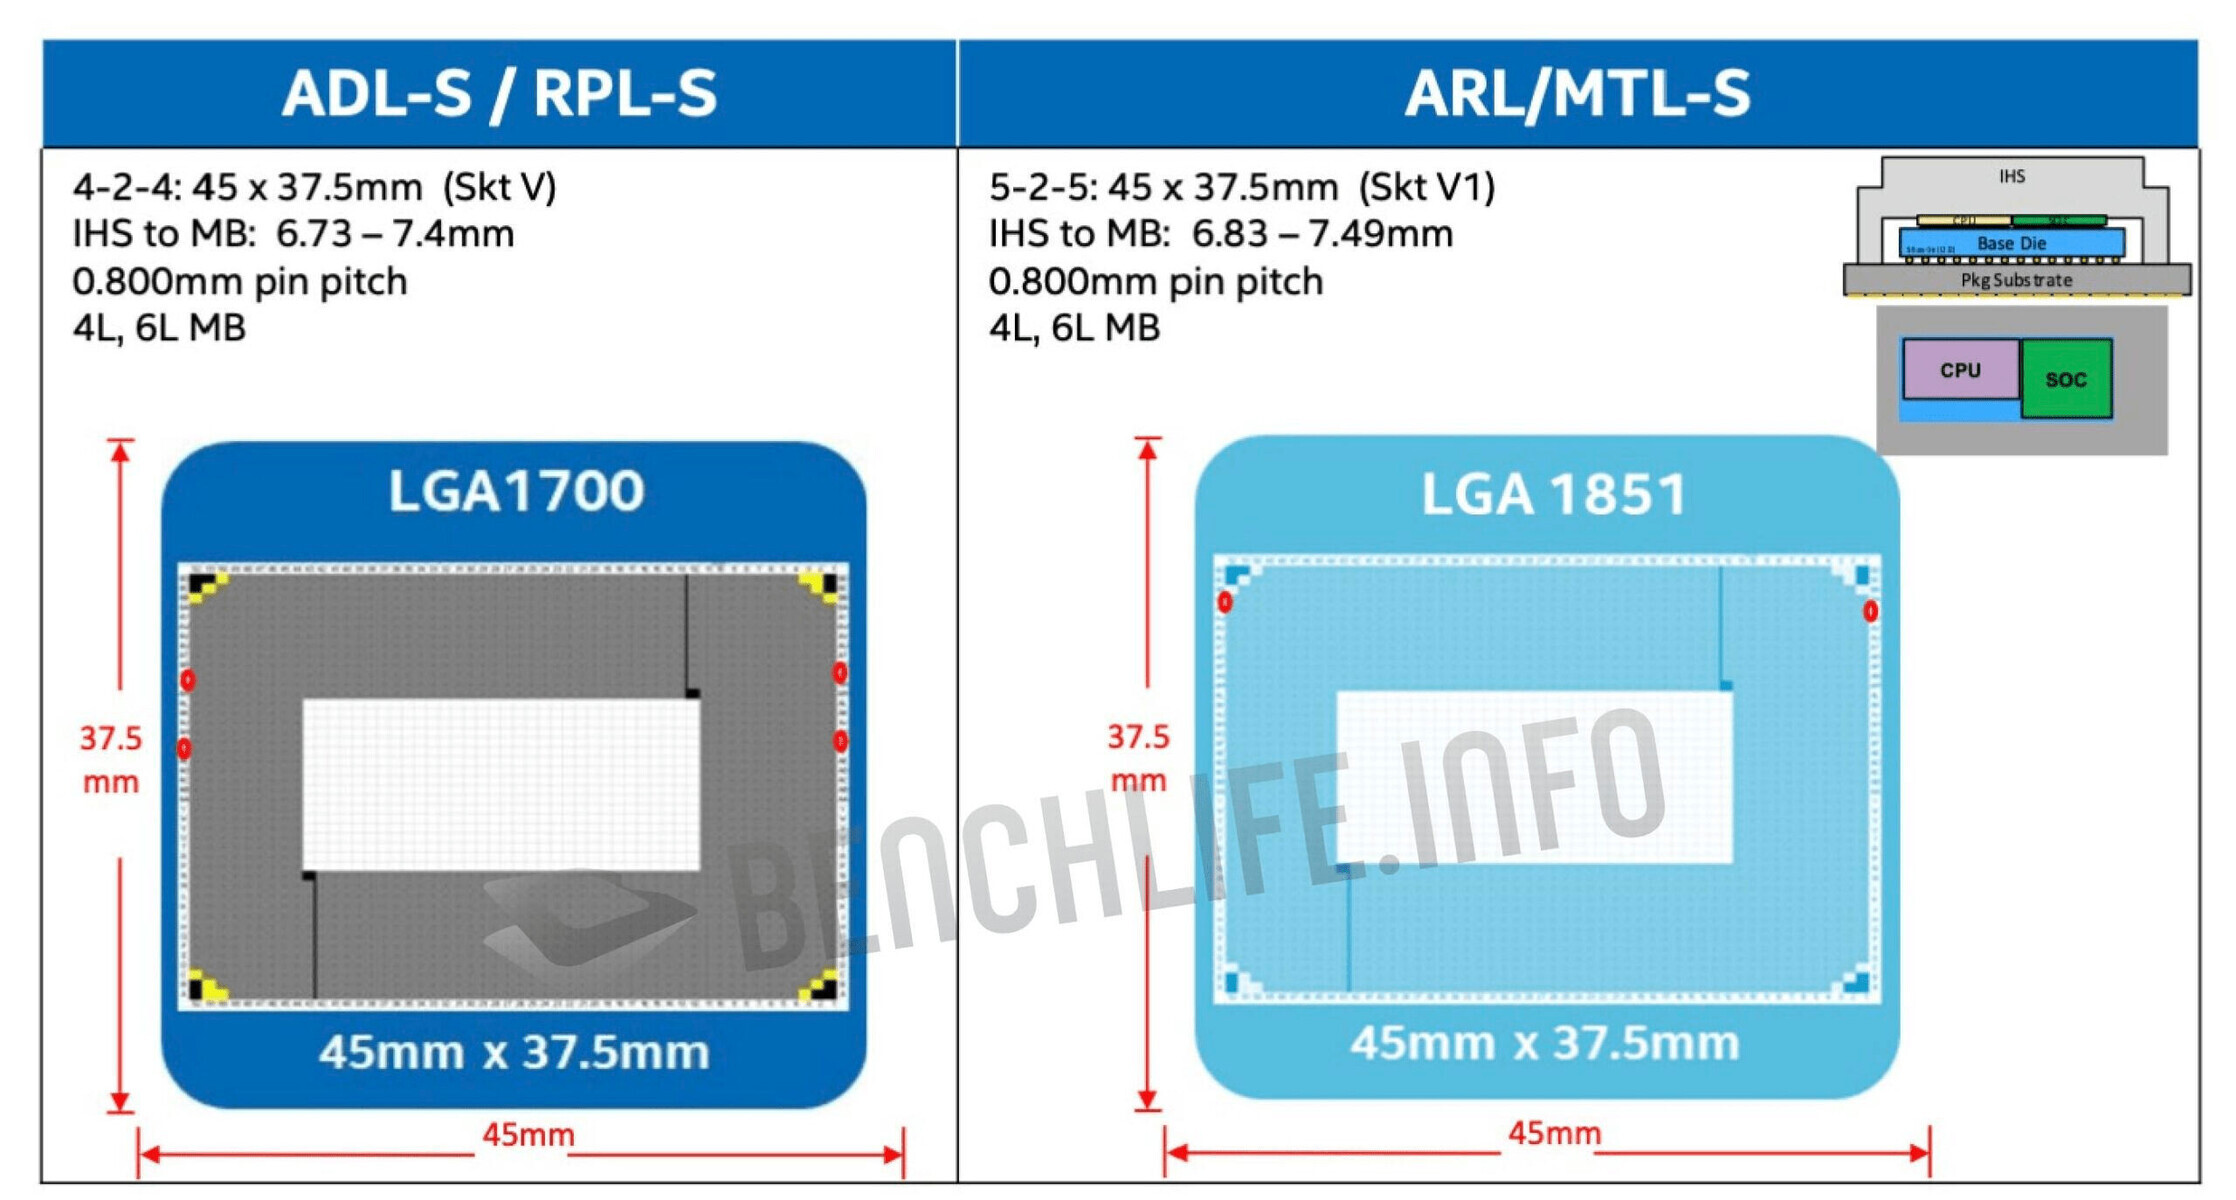 ADL-S / RPL-S
4-2-4: 45 x 37.5mm (Skt V)
IHS to MB: 6.73 – 7.4mm
0.800mm pin pitch
4L, 6L MB
LGA1700
37.5
mm
45mm x 37.5mm
45mm
ARL/MTL-S
5-2-5: 45 x 37.5mm (Skt V1)
IHS to MB: 6.83 – 7.49mm
0.800mm pin pitch
4L, 6L MB
IHS
CPU
SOC
Base Die
Pkg Substrate
CPU
SOC
LGA 1851
37.5
mm
45mm x 37.5mm
45mm
BENCHLIFE.INFO